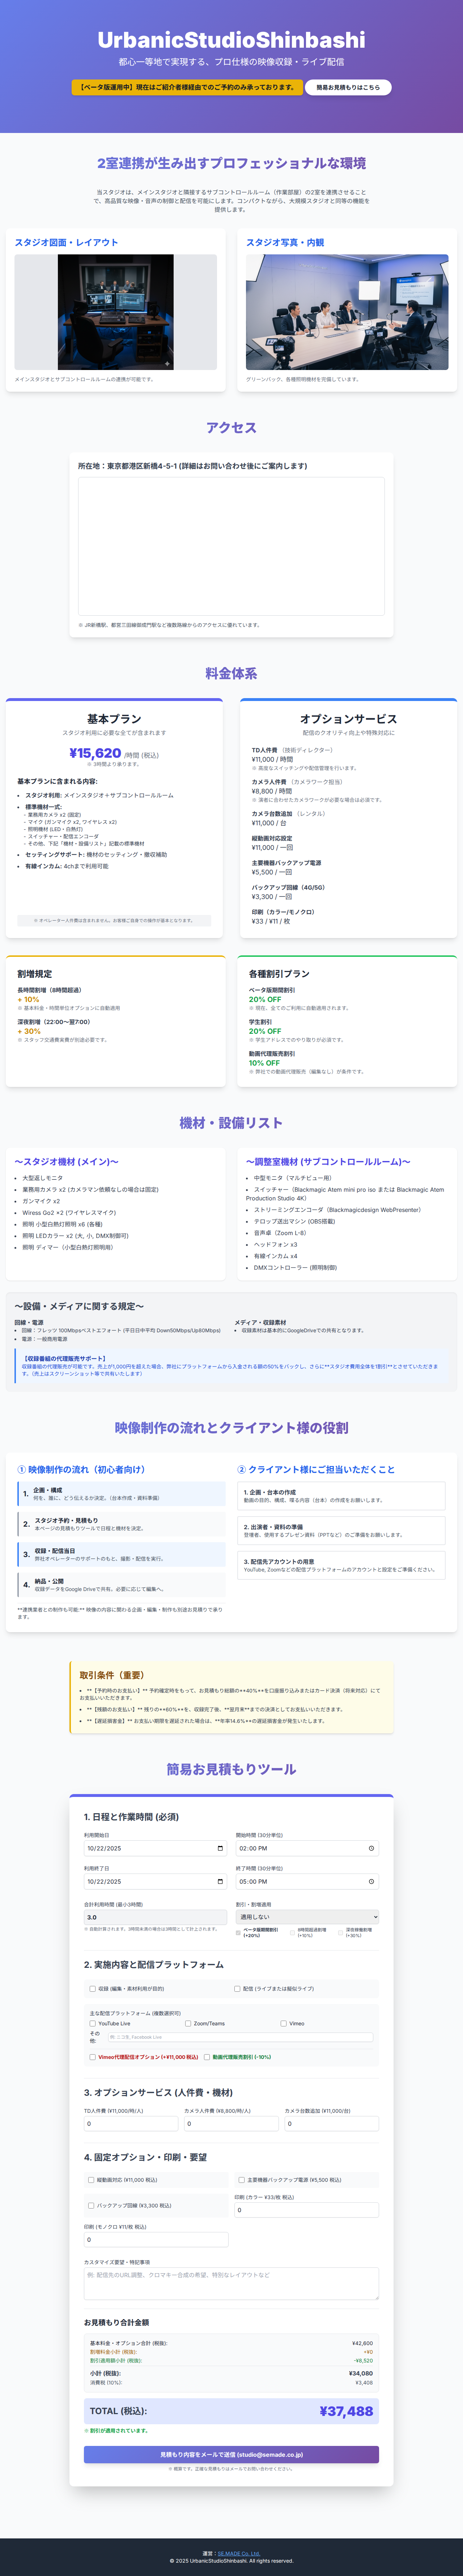 UrbanicStudioShinbashi
都心一等地で実現する、プロ仕様の映像収録・ライブ配信
【ベータ版運用中】現在はご紹介者様経由でのご予約のみ承っております。
簡易お見積もりはこちら
2室連携が生み出すプロフェッショナルな環境
当スタジオは、メインスタジオと隣接するサブコントロールルーム（作業部屋）の2室を連携させること
で、高品質な映像・音声の制御と配信を可能にします。コンパクトながら、大規模スタジオと同等の機能を
提供します。
スタジオ図面・レイアウト
メインスタジオとサブコントロールルームの連携が可能です。
スタジオ写真・内観
グリーンバック、各種照明機材を完備しています。
アクセス
所在地：東京都港区新橋4-5-1 (詳細はお問い合わせ後にご案内します)
※ JR新橋駅、都営三田線御成門駅など複数路線からのアクセスに優れています。
料金体系
基本プラン
スタジオ利用に必要な全てが含まれます
¥15,620 /時間 (税込)
※ 3時間より承ります。
基本プランに含まれる内容:
• スタジオ利用: メインスタジオ＋サブコントロールルーム
• 標準機材一式:
- 業務用カメラ x2 (固定)
- マイク (ガンマイク x2, ワイヤレス x2)
- 照明機材 (LED・白熱灯)
- スイッチャー・配信エンコーダ
- その他、下記「機材・設備リスト」記載の標準機材
• セッティングサポート: 機材のセッティング・撤収補助
• 有線インカム: 4chまで利用可能
※ オペレーター人件費は含まれません。お客様ご自身での操作が基本となります。
オプションサービス
配信のクオリティ向上や特殊対応に
TD人件費 （技術ディレクター）
¥11,000 / 時間
※ 高度なスイッチングや配信管理を行います。
カメラ人件費 （カメラワーク担当）
¥8,800 / 時間
※ 演者に合わせたカメラワークが必要な場合は必須です。
カメラ台数追加 （レンタル）
¥11,000 / 台
縦動画対応設定
¥11,000 / 一回
主要機器バックアップ電源
¥5,500 / 一回
バックアップ回線（4G/5G）
¥3,300 / 一回
印刷（カラー/モノクロ）
¥33 / ¥11 / 枚
割増規定
長時間割増（8時間超過）
+ 10%
※ 基本料金・時間単位オプションに自動適用
深夜割増（22:00〜翌7:00）
+ 30%
※ スタッフ交通費実費が別途必要です。
各種割引プラン
ベータ版期間割引
20% OFF
※ 現在、全てのご利用に自動適用されます。
学生割引
20% OFF
※ 学生アドレスでのやり取りが必須です。
動画代理販売割引
10% OFF
※ 弊社での動画代理販売（編集なし）が条件です。
機材・設備リスト
〜スタジオ機材 (メイン)〜
• 大型返しモニタ
• 業務用カメラ x2 (カメラマン依頼なしの場合は固定)
• ガンマイク x2
• Wiress Go2 *2 (ワイヤレスマイク)
• 照明 小型白熱灯照明 x6 (各種)
• 照明 LEDカラー x2 (大, 小, DMX制御可)
• 照明 ディマー（小型白熱灯照明用）
〜調整室機材 (サブコントロールルーム)〜
• 中型モニタ（マルチビュー用）
• スイッチャー（Blackmagic Atem mini pro iso または Blackmagic Atem
Production Studio 4K）
• ストリーミングエンコーダ（Blackmagicdesign WebPresenter）
• テロップ送出マシン (OBS搭載)
• 音声卓（Zoom L-8）
• ヘッドフォン x3
• 有線インカム x4
• DMXコントローラー (照明制御)
〜設備・メディアに関する規定〜
回線・電源
• 回線：フレッツ 100Mbpsベストエフォート (平日日中平均 Down50Mbps/Up80Mbps)
• 電源：一般商用電源
メディア・収録素材
• 収録素材は基本的にGoogleDriveでの共有となります。
【収録番組の代理販売サポート】
収録番組の代理販売が可能です。売上が1,000円を超えた場合、弊社にプラットフォームから入金される額の50%をバックし、さらに**スタジオ費用全体を1割引**とさせていただきま
す。（売上はスクリーンショット等で共有いたします）
映像制作の流れとクライアント様の役割
① 映像制作の流れ（初心者向け）
1. 企画・構成
何を、誰に、どう伝えるか決定。（台本作成・資料準備）
2. スタジオ予約・見積もり
本ページの見積もりツールで日程と機材を決定。
3. 収録・配信当日
弊社オペレーターのサポートのもと、撮影・配信を実行。
4. 納品・公開
収録データをGoogle Driveで共有。必要に応じて編集へ。
**連携業者との制作も可能:** 映像の内容に関わる企画・編集・制作も別途お見積りで承り
ます。
② クライアント様にご担当いただくこと
1. 企画・台本の作成
動画の目的、構成、喋る内容（台本）の作成をお願いします。
2. 出演者・資料の準備
登壇者、使用するプレゼン資料（PPTなど）のご準備をお願いします。
3. 配信先アカウントの用意
YouTube, Zoomなどの配信プラットフォームのアカウントと設定をご準備ください。
取引条件（重要）
• **【予約時のお支払い】** 予約確定時をもって、お見積もり総額の**40%**を口座振り込みまたはカード決済（将来対応）にて
お支払いいただきます。
• **【残額のお支払い】** 残りの**60%**を、収録完了後、**翌月末**までの決済としてお支払いいただきます。
• **【遅延損害金】** お支払い期限を遅延された場合は、**年率14.6%**の遅延損害金が発生いたします。
簡易お見積もりツール
1. 日程と作業時間 (必須)
利用開始日
10/22/2025
開始時間 (30分単位)
02:00 PM
利用終了日
10/22/2025
終了時間 (30分単位)
05:00 PM
合計利用時間 (最小3時間)
3.0
※ 自動計算されます。3時間未満の場合は3時間として計上されます。
割引・割増適用
適用しない
ベータ版期間割引
(+20%)
8時間超過割増
(+10%)
深夜稼働割増
(+30%)
2. 実施内容と配信プラットフォーム
収録 (編集・素材利用が目的)
配信 (ライブまたは擬似ライブ)
主な配信プラットフォーム (複数選択可)
YouTube Live
Zoom/Teams
Vimeo
その
他:
例: ニコ生, Facebook Live
Vimeo代理配信オプション (+¥11,000 税込)
動画代理販売割引 (-10%)
3. オプションサービス (人件費・機材)
TD人件費 (¥11,000/時/人)
0
カメラ人件費 (¥8,800/時/人)
0
カメラ台数追加 (¥11,000/台)
0
4. 固定オプション・印刷・要望
縦動画対応 (¥11,000 税込)
主要機器バックアップ電源 (¥5,500 税込)
バックアップ回線 (¥3,300 税込)
印刷 (カラー ¥33/枚 税込)
0
印刷 (モノクロ ¥11/枚 税込)
0
カスタマイズ要望・特記事項
例: 配信先のURL調整、クロマキー合成の希望、特別なレイアウトなど
お見積もり合計金額
基本料金・オプション合計 (税抜):
¥42,600
割増料金小計 (税抜):
+¥0
割引適用額小計 (税抜):
-¥8,520
小計 (税抜):
¥34,080
消費税 (10%):
¥3,408
TOTAL (税込):
¥37,488
※ 割引が適用されています。
見積もり内容をメールで送信 (studio@semade.co.jp)
※ 概算です。正確な見積もりはメールでお問い合わせください。
運営：SE.MADE Co. Ltd.
© 2025 UrbanicStudioShinbashi. All rights reserved.